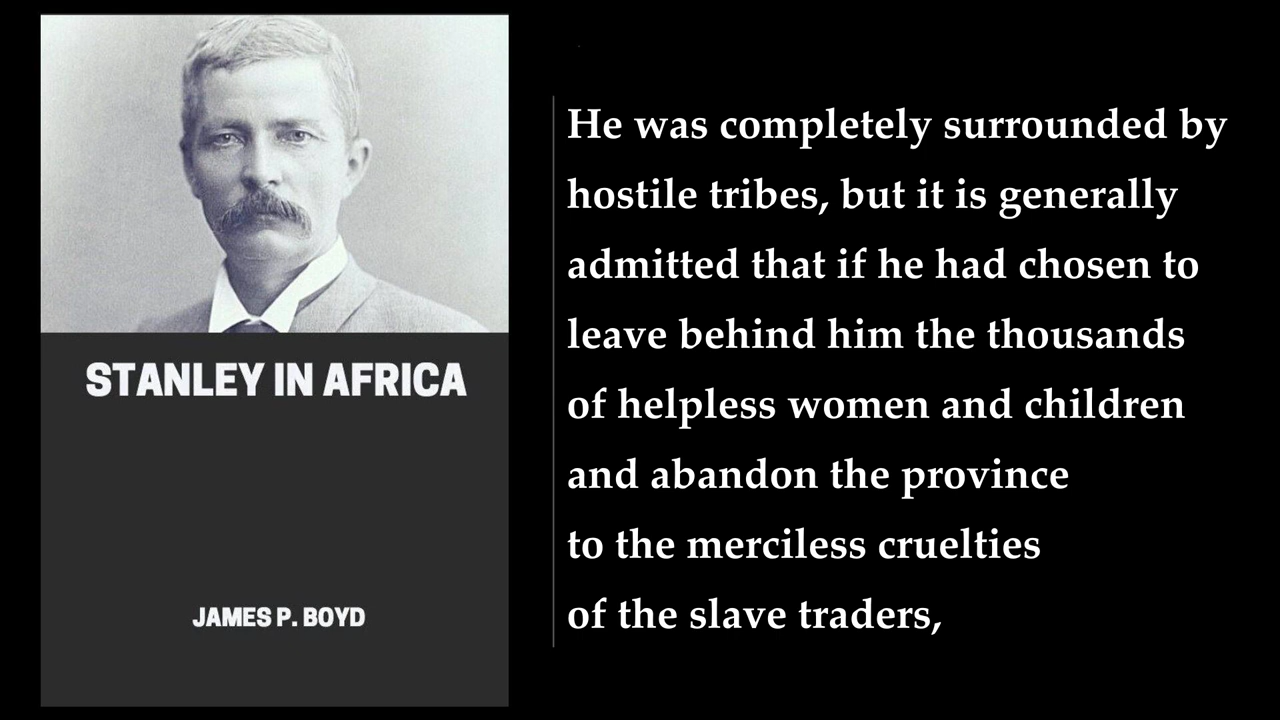 STANLEY IN AFRICA
JAMES P. BOYD
He was completely surrounded by
hostile tribes, but it is generally
admitted that if he had chosen to
leave behind him the thousands
of helpless women and children
and abandon the province
to the merciless cruelties
of the slave traders,